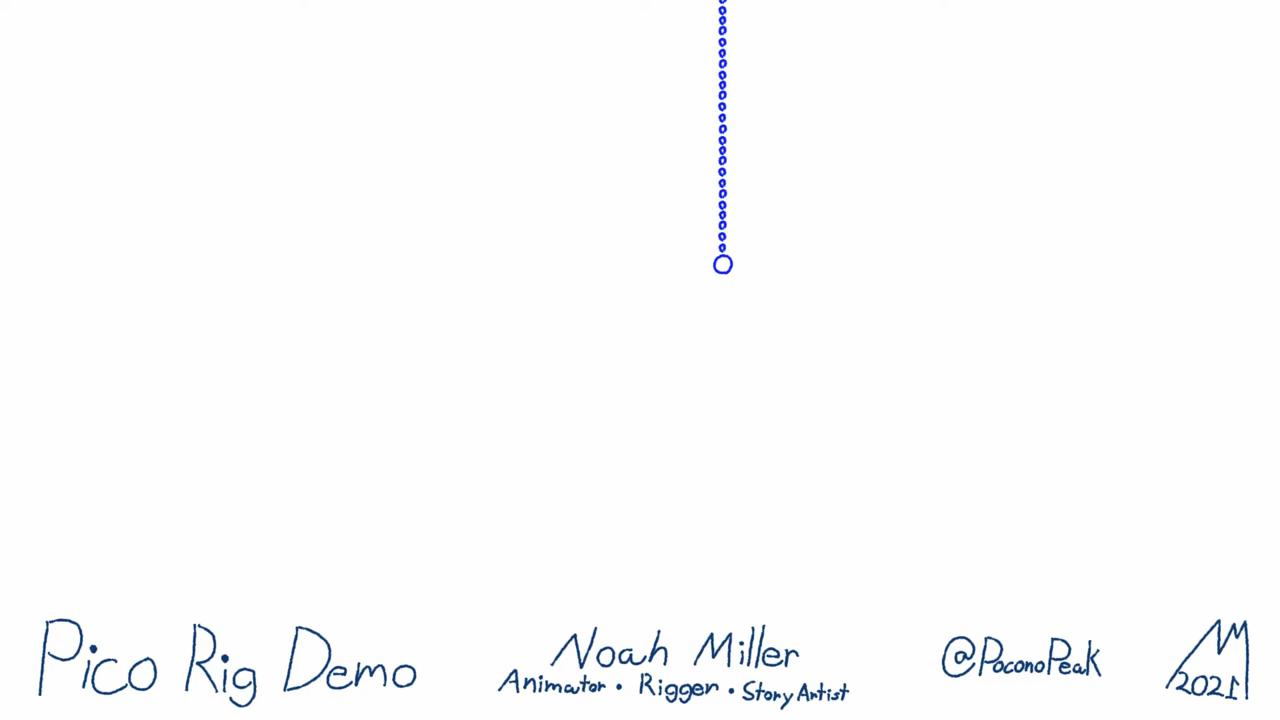 Pico Rig Demo
Noah Miller
Animator • Rigger • Story Artist
@PoconoPeak
2021